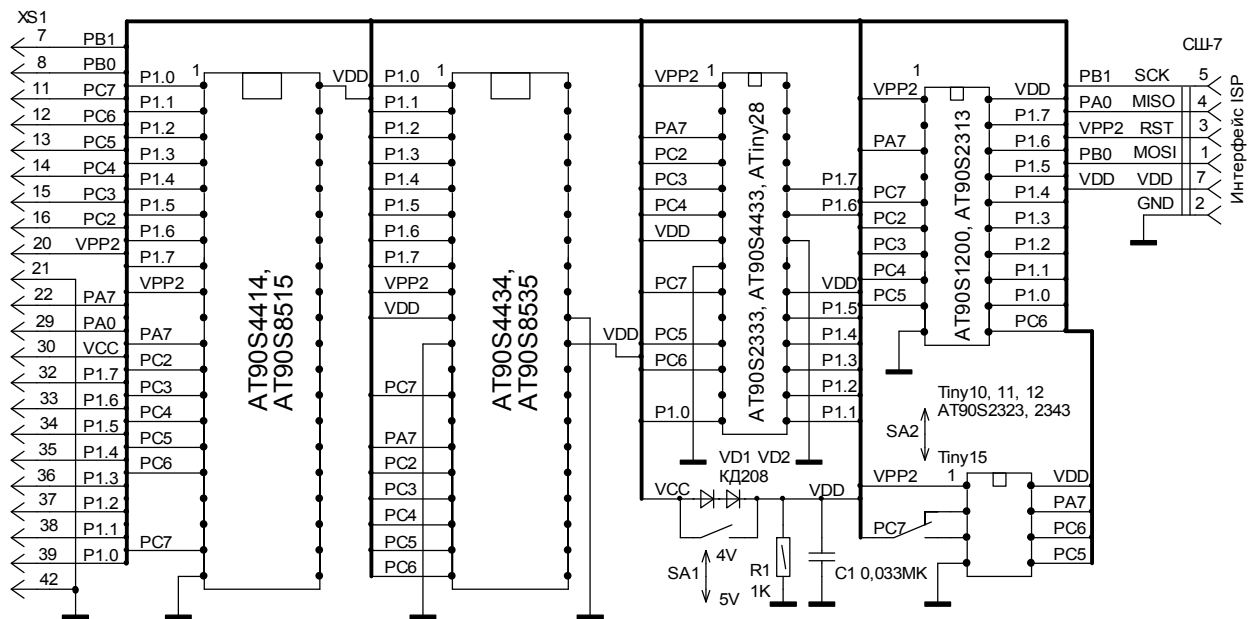 XS1
7 PB1
8 PB0
11 PC7
12 PC6
13 PC5
14 PC4
15 PC3
16 PC2
20 VPP2
21
22 PA7
29 PA0
30 VCC
32 P1.7
33 P1.6
34 P1.5
35 P1.4
36 P1.3
37 P1.2
38 P1.1
39 P1.0
42
1
P1.0
P1.1
P1.2
P1.3
P1.4
P1.5
P1.6
P1.7
VPP2
PA7
PC2
PC3
PC4
PC5
PC6
PC7
AT90S4414,
AT90S8515
VDD
1
P1.0
P1.1
P1.2
P1.3
P1.4
P1.5
P1.6
P1.7
VPP2
VDD
PC7
PA7
PC2
PC3
PC4
PC5
PC6
AT90S4434,
AT90S8535
VDD
1
VPP2
PA7
PC2
PC3
PC4
VDD
PC7
PC5
PC6
P1.0
AT90S2333, AT90S4433, ATiny28
P1.7
P1.6
VDD
P1.5
P1.4
P1.3
P1.2
P1.1
1
VPP2
PA7
PC7
PC2
PC3
PC4
PC5
AT90S1200, AT90S2313
VDD
P1.7
P1.6
P1.5
P1.4
P1.3
P1.2
P1.1
P1.0
PC6
СШ-7
PB1 SCK 5
PA0 MISO 4
VPP2 RST 3
PB0 MOSI 1
VDD VDD 7
GND 2
Интерфейс ISP
VD1 VD2
КД208
VCC
VDD
4V
SA1
5V
R1
1K
C1 0,033МК
Tiny10, 11, 12
AT90S2323, 2343
SA2
Tiny15
VPP2 1
PC7
VDD
PA7
PC6
PC5